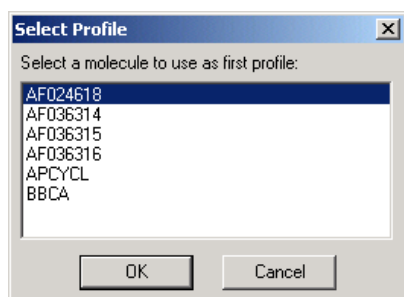 Select Profile
Select a molecule to use as first profile:
AF024618
AF036314
AF036315
AF036316
APCYCL
BBCA
OK Cancel